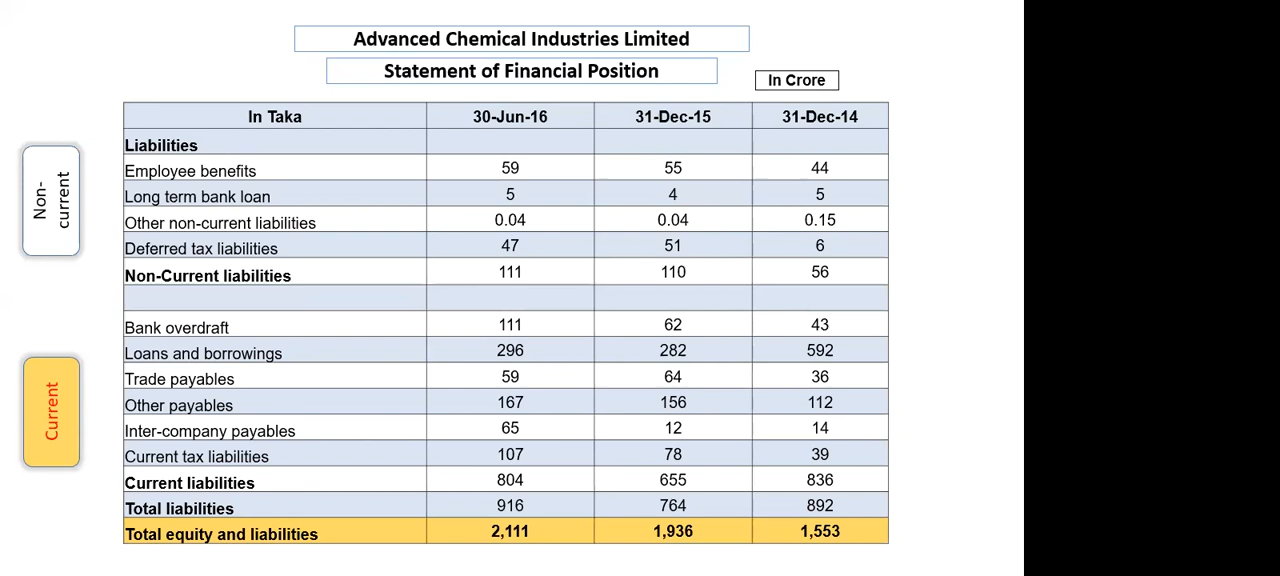 Advanced Chemical Industries Limited
Statement of Financial Position
In Crore
In Taka 30-Jun-16 31-Dec-15 31-Dec-14
Liabilities
Non-
current
Employee benefits 59 55 44
Long term bank loan 5 4 5
Other non-current liabilities 0.04 0.04 0.15
Deferred tax liabilities 47 51 6
Non-Current liabilities 111 110 56
Bank overdraft 111 62 43
Loans and borrowings 296 282 592
Current
Trade payables 59 64 36
Other payables 167 156 112
Inter-company payables 65 12 14
Current tax liabilities 107 78 39
Current liabilities 804 655 836
Total liabilities 916 764 892
Total equity and liabilities 2,111 1,936 1,553